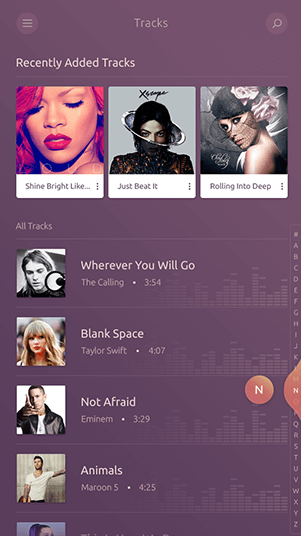 Tracks
Recently Added Tracks
Xscape
Shine Bright Like...
Just Beat It
Rolling Into Deep
All Tracks
#
A
B
C
D
E
F
G
H
I
J
K
Wherever You Will Go
The Calling • 3:54
Blank Space
Taylor Swift • 4:07
N
N
Not Afraid
Eminem • 3:29
Q
R
S
T
U
V
W
X
Y
Z
Animals
Maroon 5 • 4:25